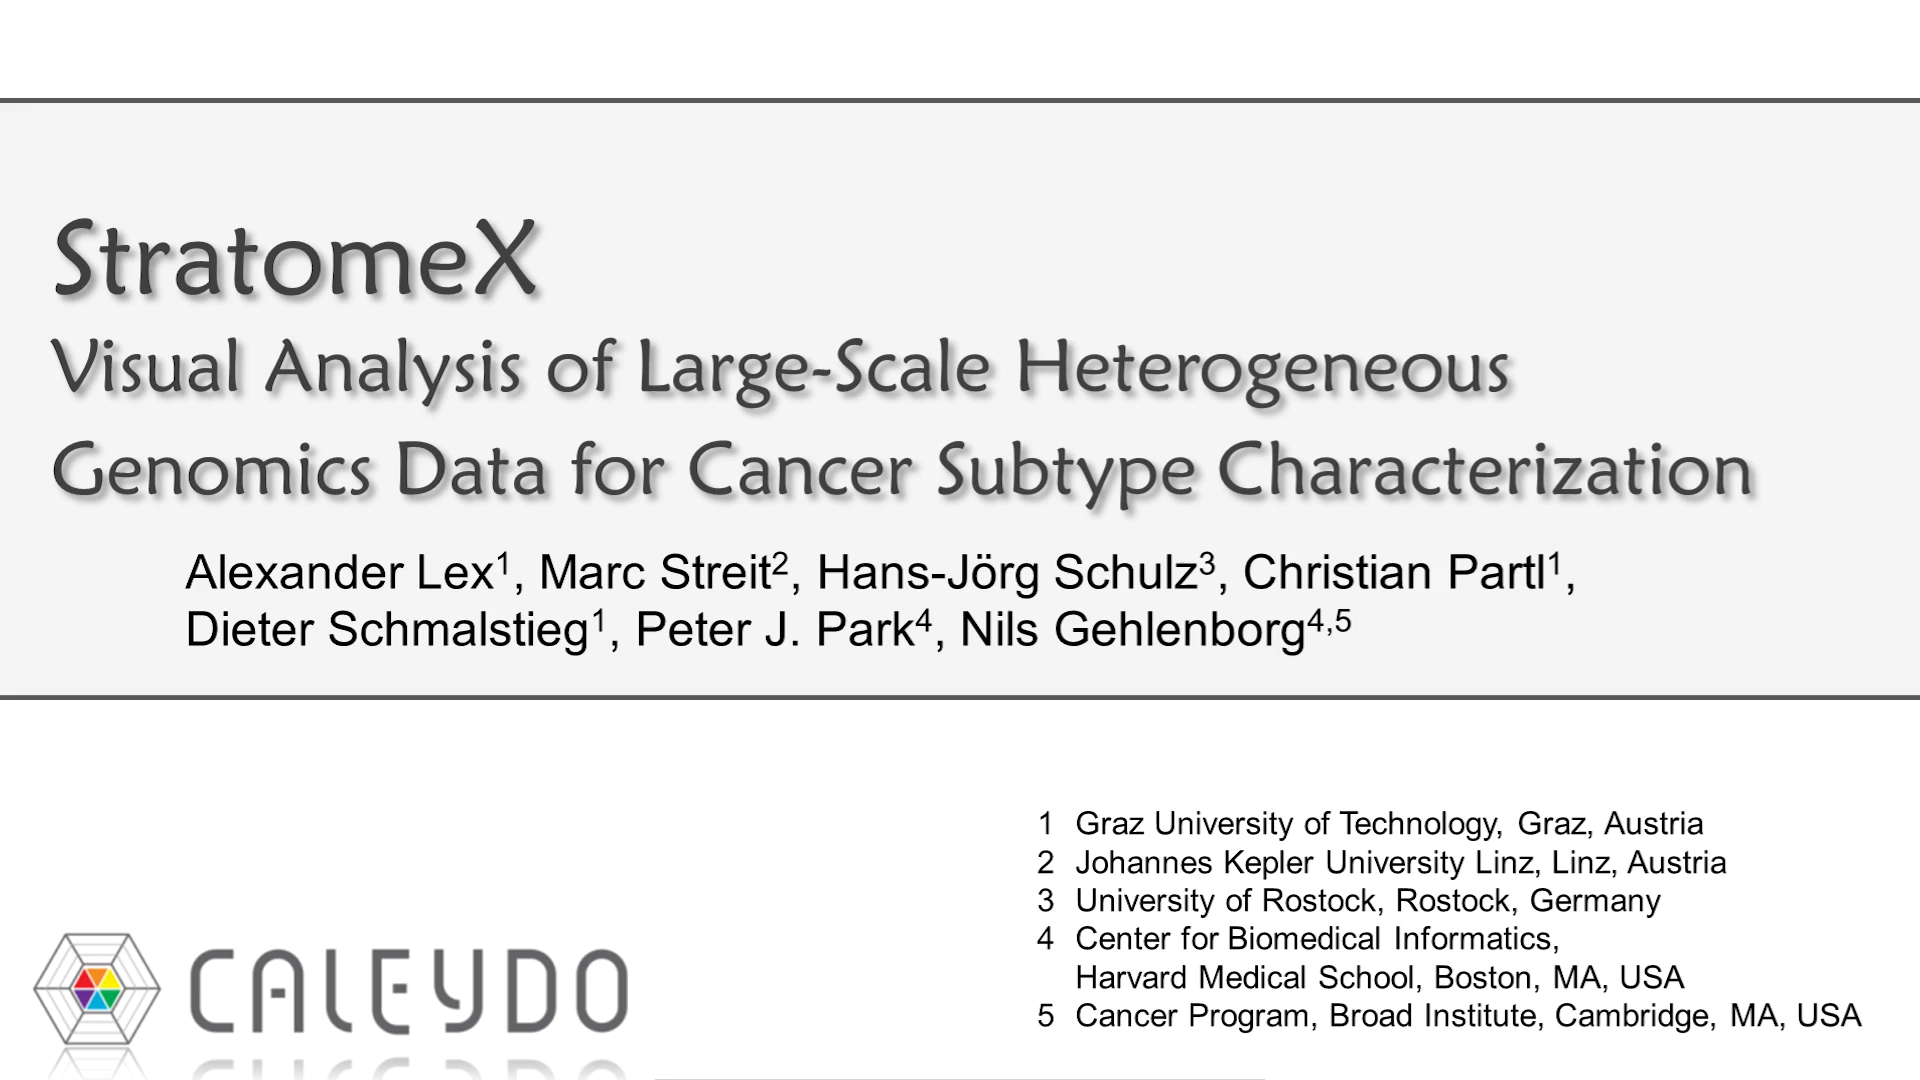 StratomeX
Visual Analysis of Large-Scale Heterogeneous
Genomics Data for Cancer Subtype Characterization
Alexander Lex¹, Marc Streit², Hans-Jörg Schulz³, Christian Partl¹,
Dieter Schmalstieg¹, Peter J. Park⁴, Nils Gehlenborg⁴,⁵
1 Graz University of Technology, Graz, Austria
2 Johannes Kepler University Linz, Linz, Austria
3 University of Rostock, Rostock, Germany
4 Center for Biomedical Informatics,
Harvard Medical School, Boston, MA, USA
5 Cancer Program, Broad Institute, Cambridge, MA, USA
CALEYDO